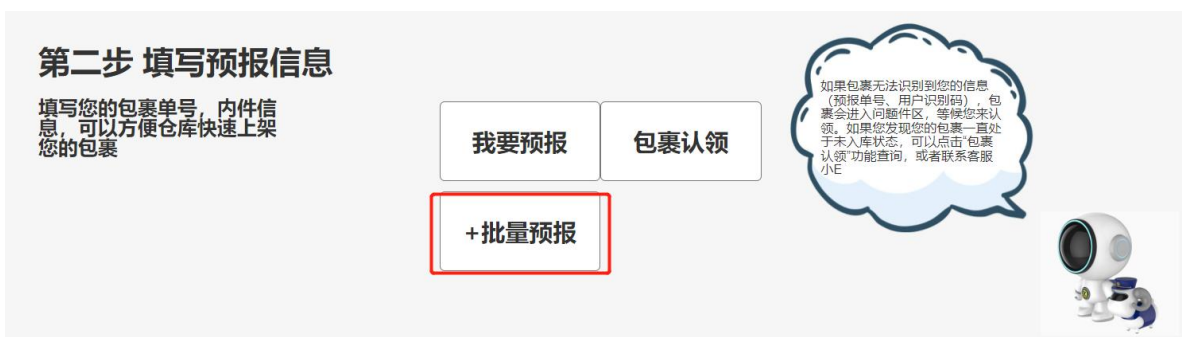 第二步 填写预报信息
填写您的包裹单号，内件信
息，可以方便仓库快速上架
您的包裹
我要预报
包裹认领
+批量预报
如果包裹无法识别到您的信息
（预报单号、用户识别码），包
裹会进入问题件区，等候您来认
领。如果您发现您的包裹一直处
于未入库状态，可以点击“包裹
认领”功能查询，或者联系客服
小E